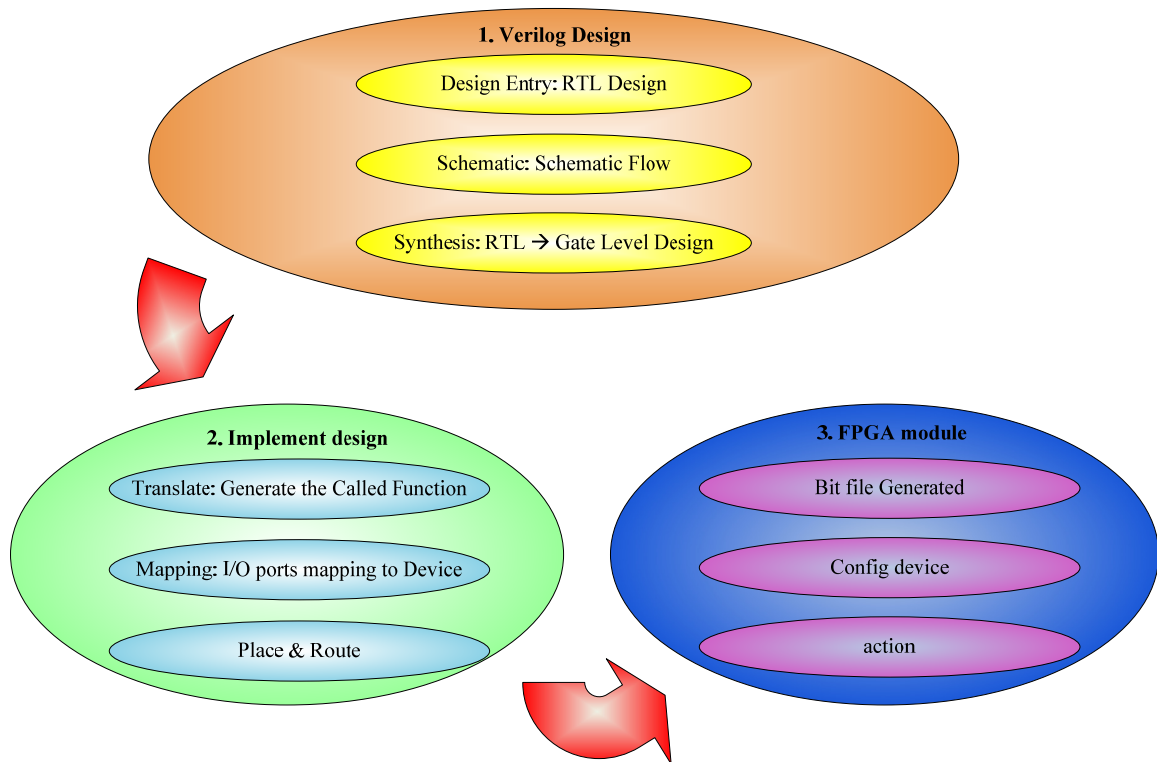 1. Verilog Design
Design Entry: RTL Design
Schematic: Schematic Flow
Synthesis: RTL → Gate Level Design
2. Implement design
Translate: Generate the Called Function
Mapping: I/O ports mapping to Device
Place & Route
3. FPGA module
Bit file Generated
Config device
action